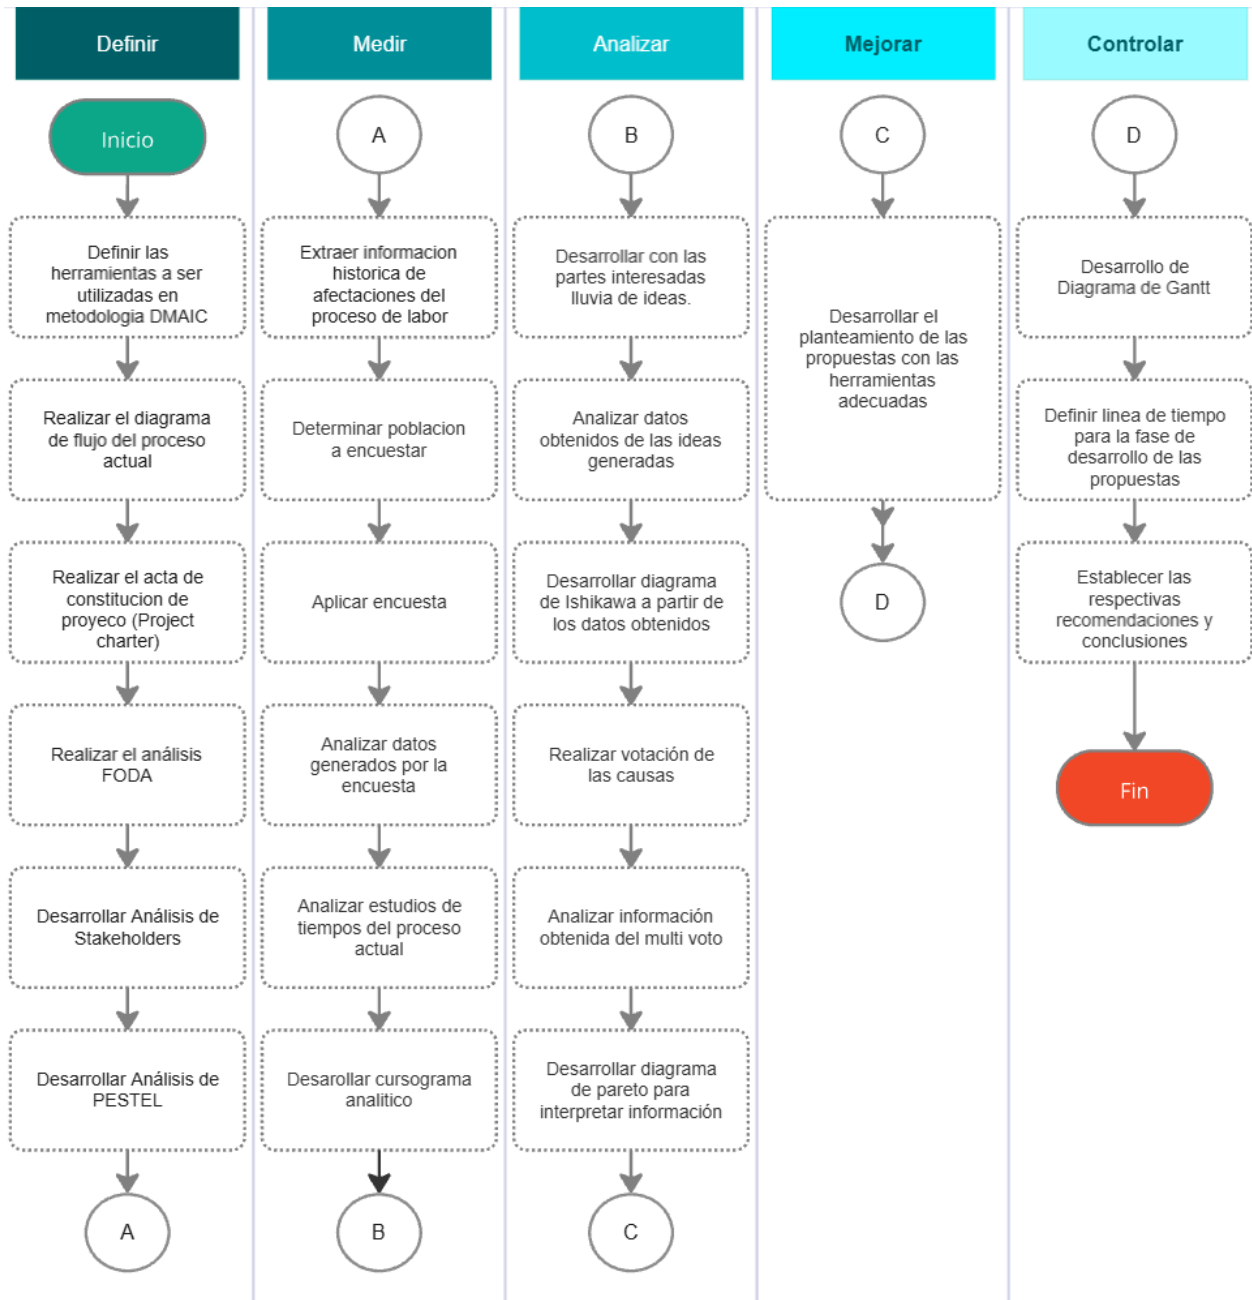 Definir
Medir
Analizar
Mejorar
Controlar
Inicio
Definir las
herramientas a ser
utilizadas en
metodologia DMAIC
Realizar el diagrama
de flujo del proceso
actual
Realizar el acta de
constitucion de
proyeco (Project
charter)
Realizar el análisis
FODA
Desarrollar Análisis de
Stakeholders
Desarrollar Análisis de
PESTEL
A
A
Extraer informacion
historica de
afectaciones del
proceso de labor
Determinar poblacion
a encuestar
Aplicar encuesta
Analizar datos
generados por la
encuesta
Analizar estudios de
tiempos del proceso
actual
Desarollar cursograma
analitico
B
B
Desarrollar con las
partes interesadas
lluvia de ideas.
Analizar datos
obtenidos de las ideas
generadas
Desarrollar diagrama
de Ishikawa a partir de
los datos obtenidos
Realizar votación de
las causas
Analizar información
obtenida del multi voto
Desarrollar diagrama
de pareto para
interpretar información
C
C
Desarrollar el
planteamiento de las
propuestas con las
herramientas
adecuadas
D
D
Desarrollo de
Diagrama de Gantt
Definir linea de tiempo
para la fase de
desarrollo de las
propuestas
Establecer las
respectivas
recomendaciones y
conclusiones
Fin